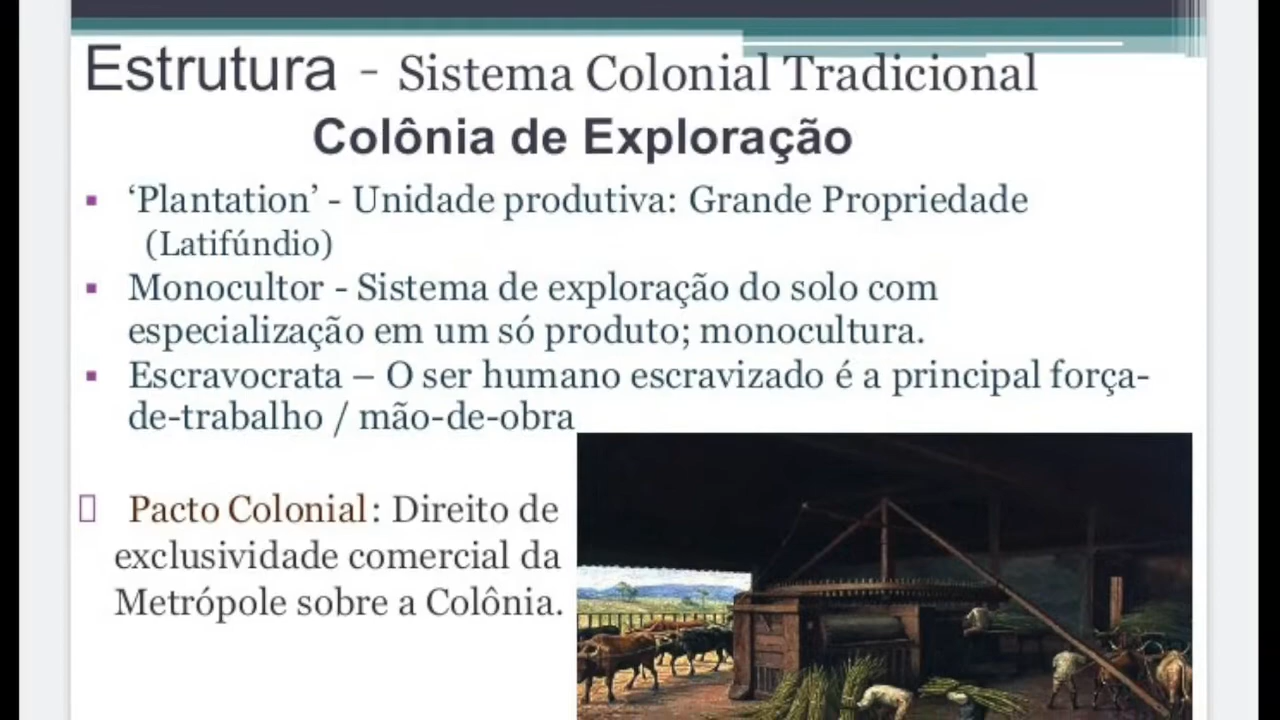 Estrutura - Sistema Colonial Tradicional
Colônia de Exploração
▪ ‘Plantation’ - Unidade produtiva: Grande Propriedade
(Latifúndio)
▪ Monocultor - Sistema de exploração do solo com
especialização em um só produto; monocultura.
▪ Escravocrata – O ser humano escravizado é a principal força-
de-trabalho / mão-de-obra
Pacto Colonial: Direito de
exclusividade comercial da
Metrópole sobre a Colônia.